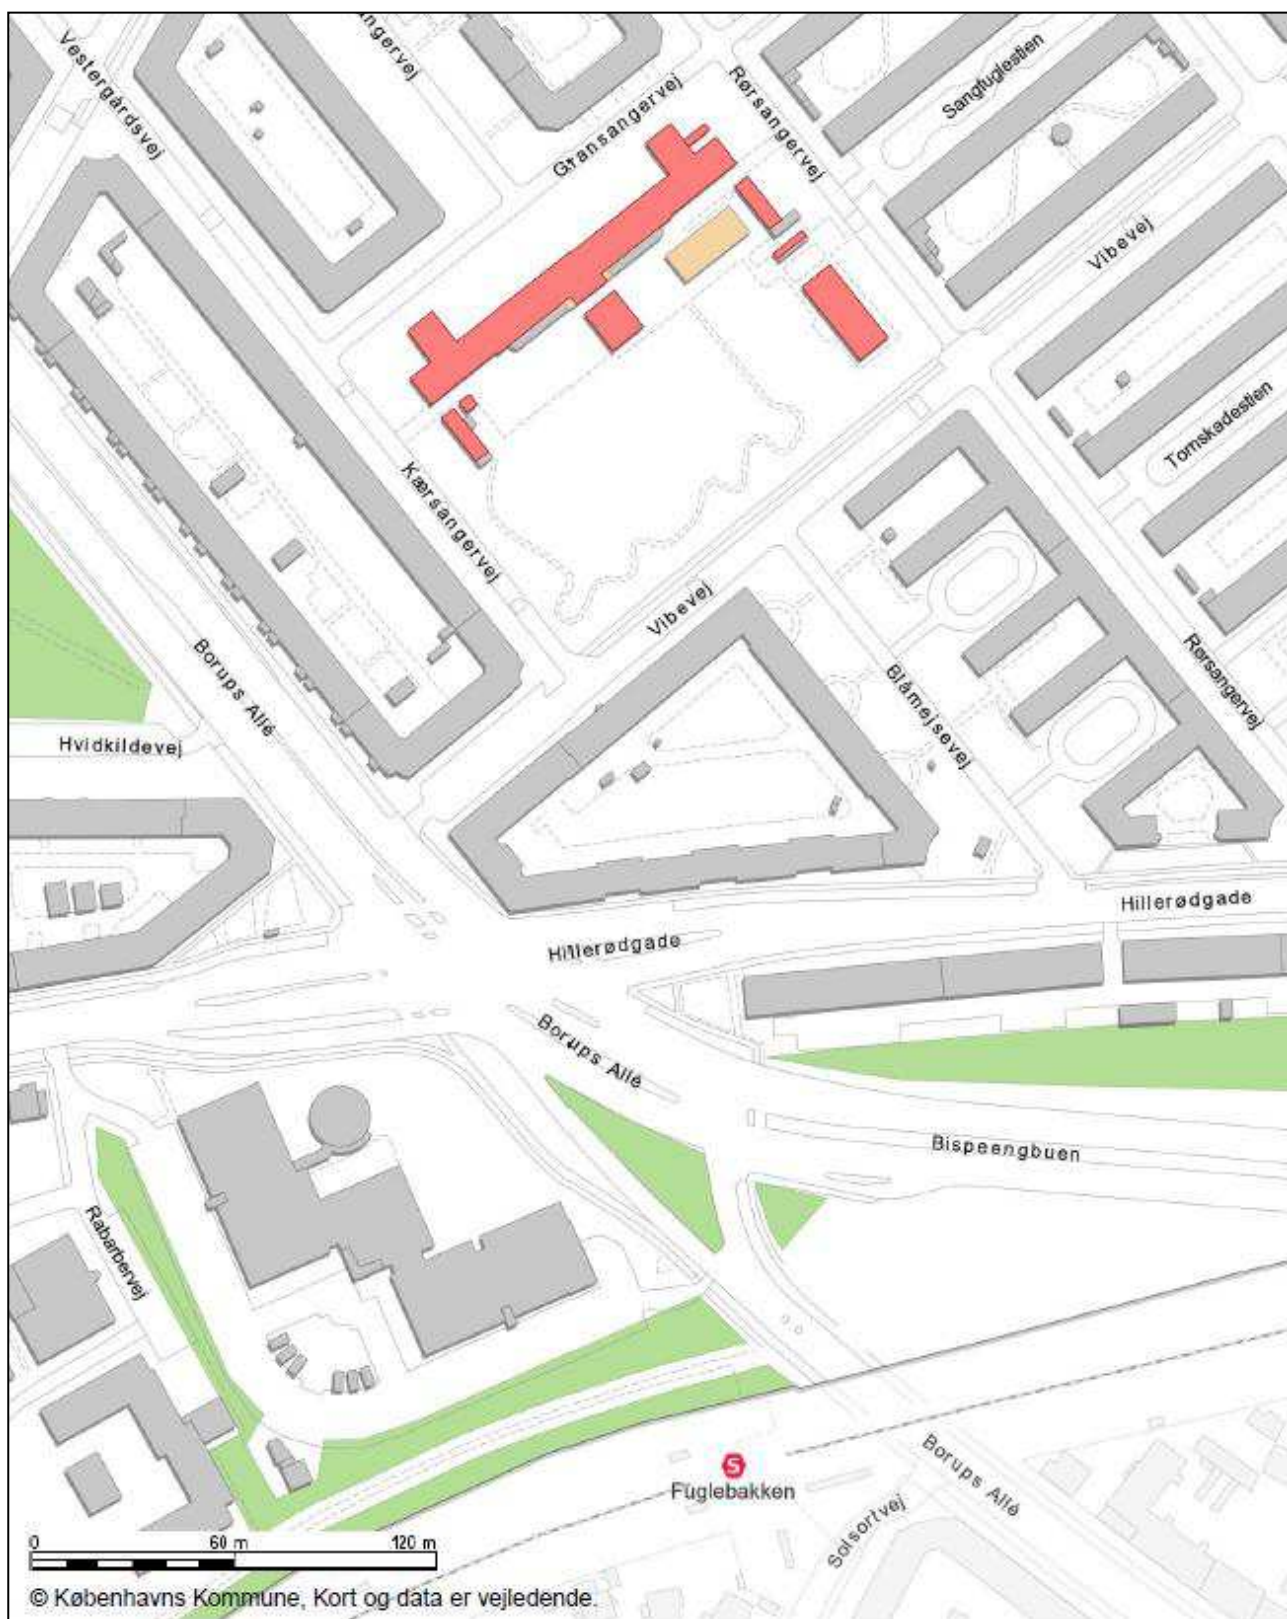 Vestergårdsvej
angervej
Gransangervej
Rørsangervej
Sangfuglestien
Vibevej
Tornskadestien
Kærsangervej
Vibevej
Borups Allé
Blåmejsevej
Rørsangervej
Hvidkildevej
Hillerødgade
Hillerødgade
Borups Allé
Bispeengbuen
Rabarbervej
S
Fuglebakken
Borups Allé
Solsortvej
0 60 m 120 m
© Københavns Kommune, Kort og data er vejledende.